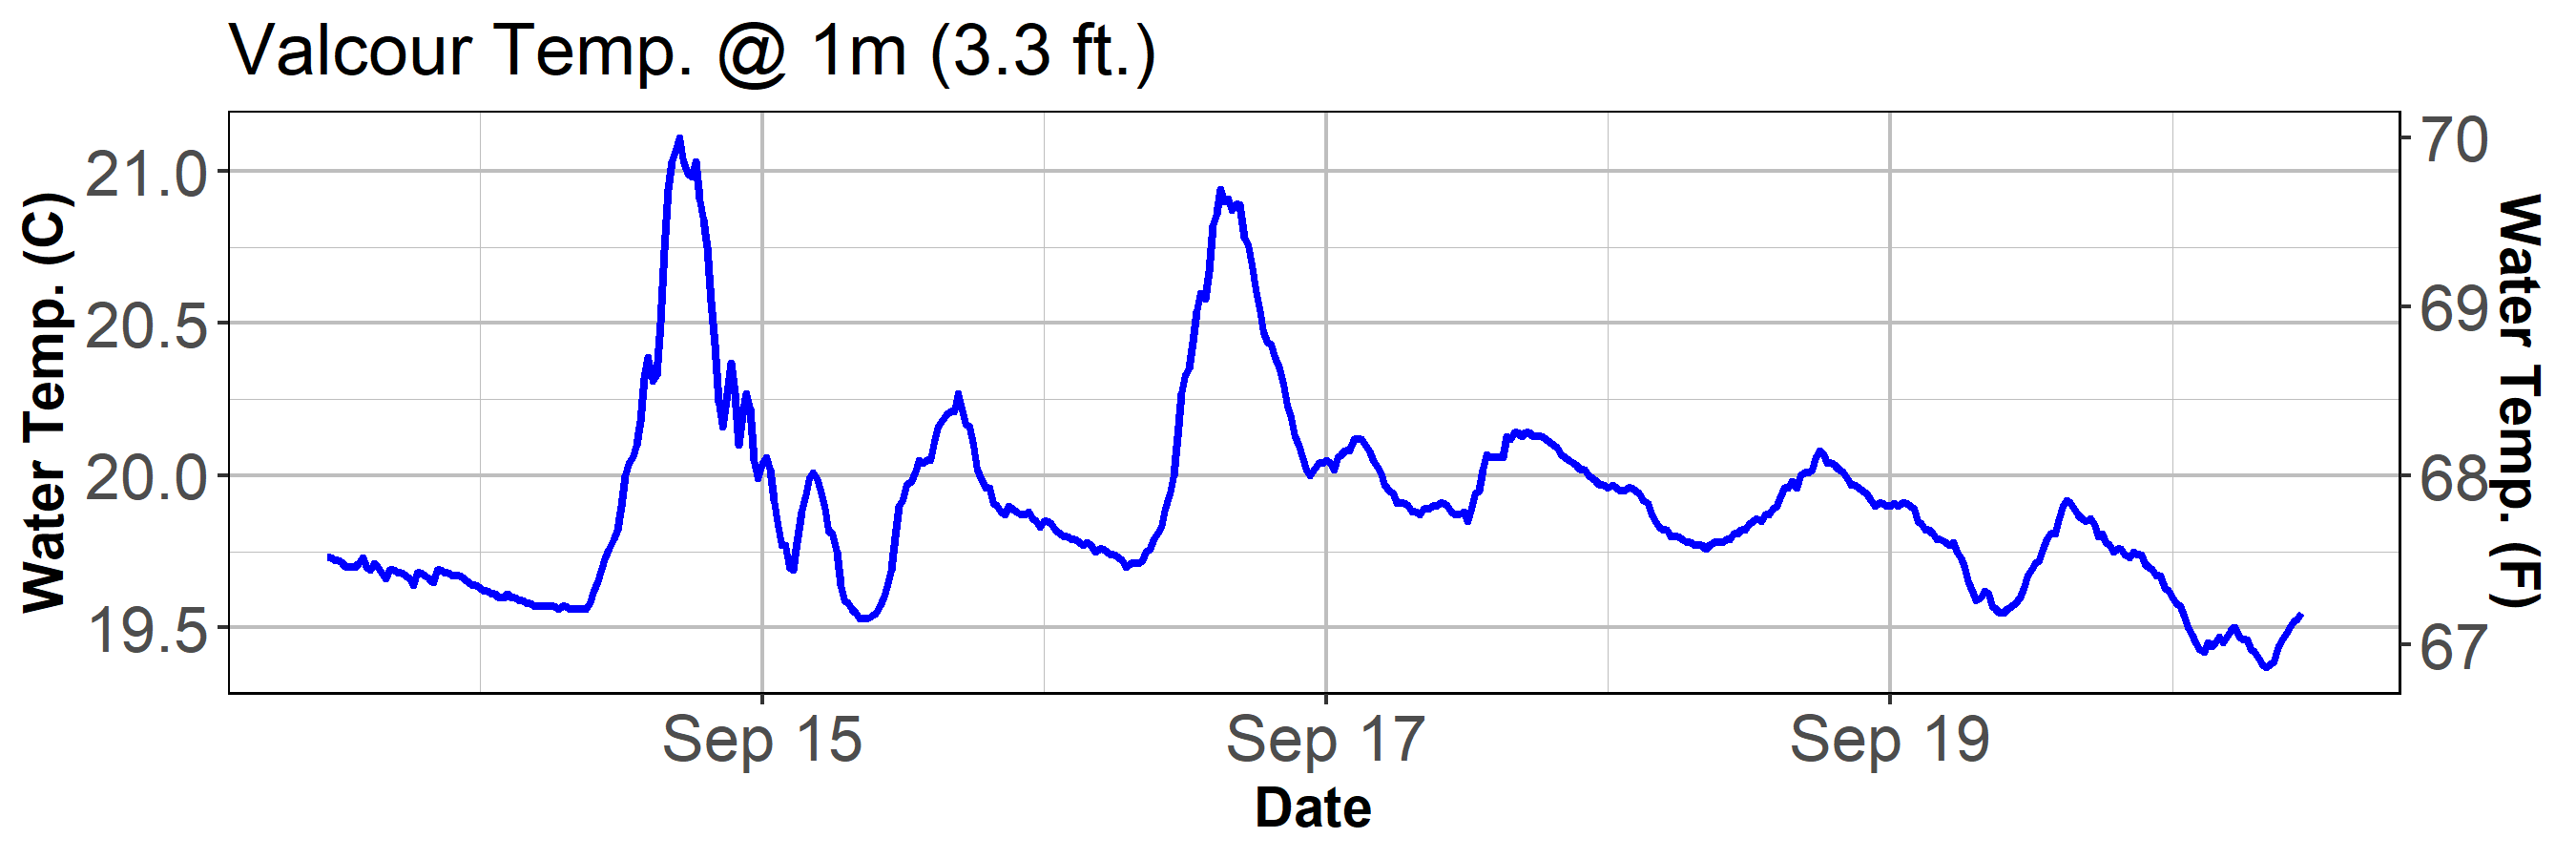 Valcour Temp. @ 1m (3.3 ft.)
Water Temp. (C)
21.0
20.5
20.0
19.5
70
69
68
67
Water Temp. (F)
Sep 15
Sep 17
Sep 19
Date